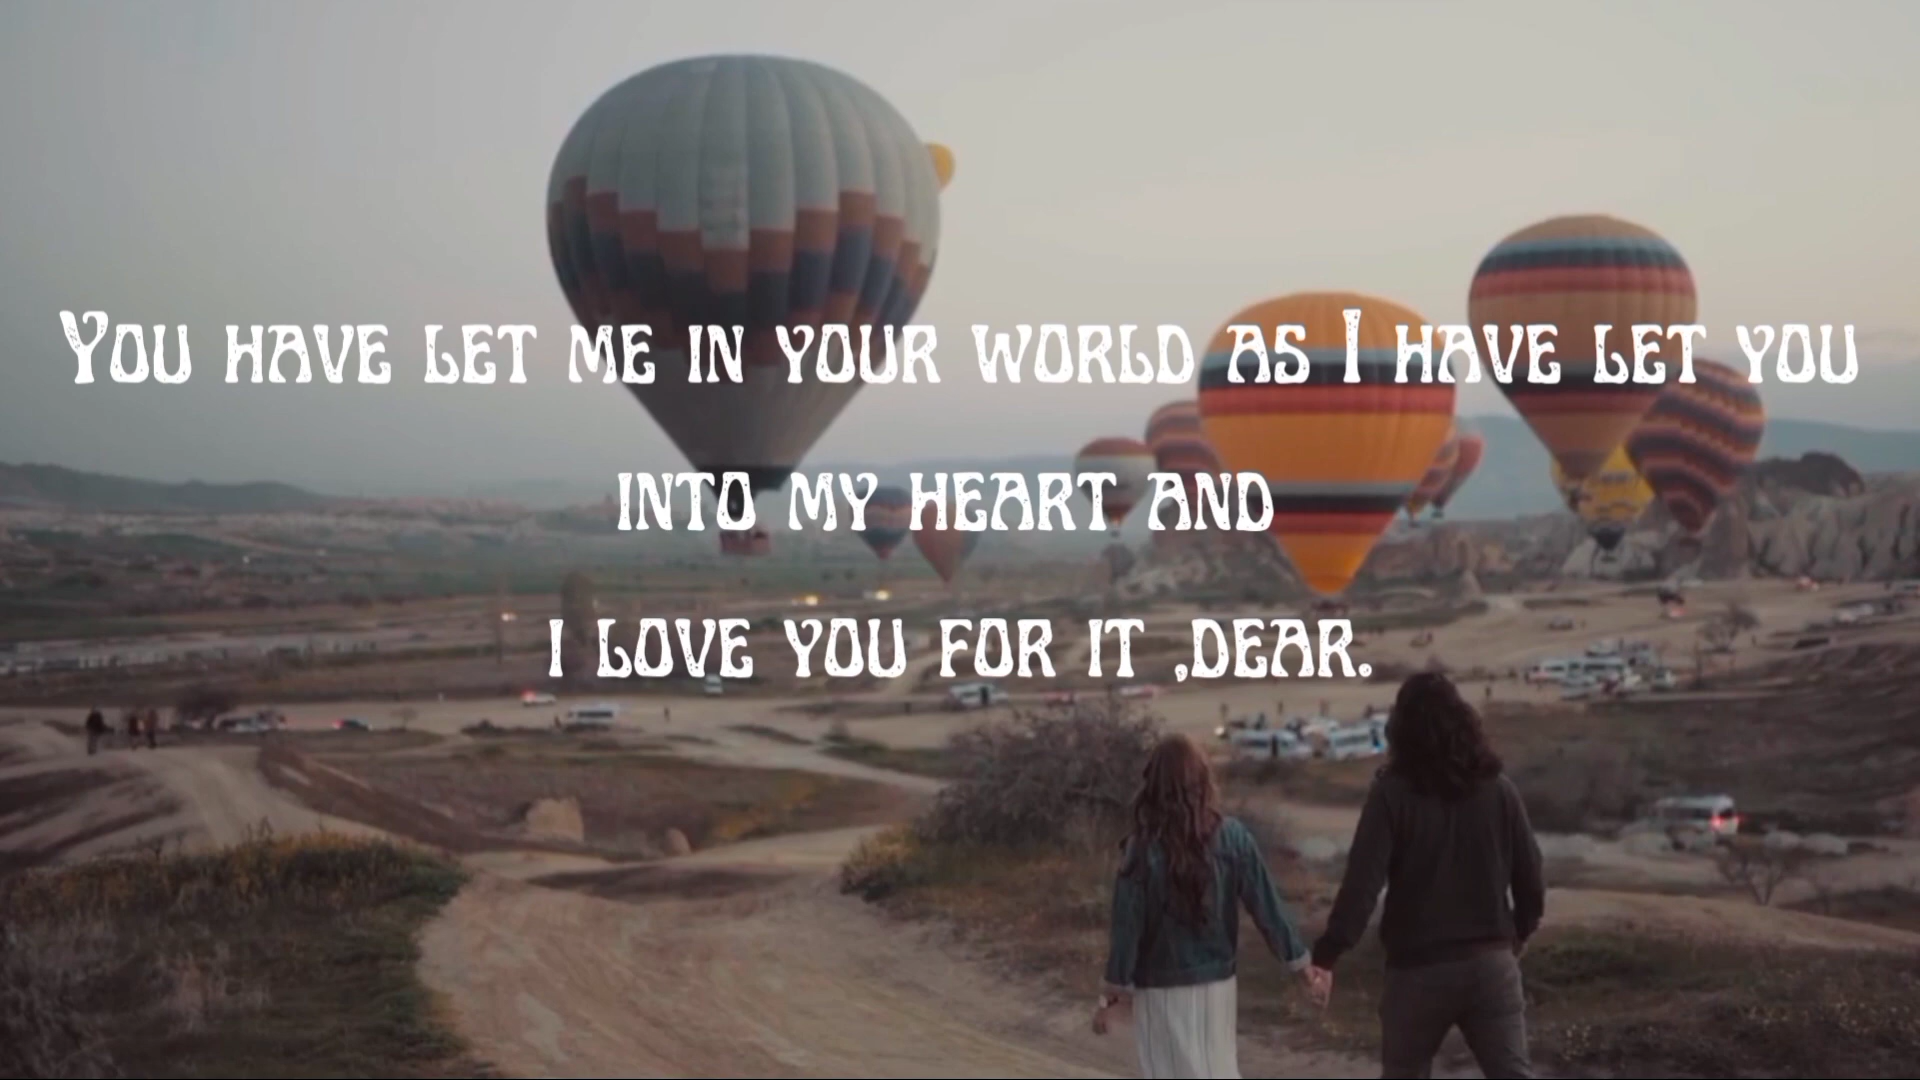 You have let me in your world as I have let you
into my heart and
i love you for it ,dear.